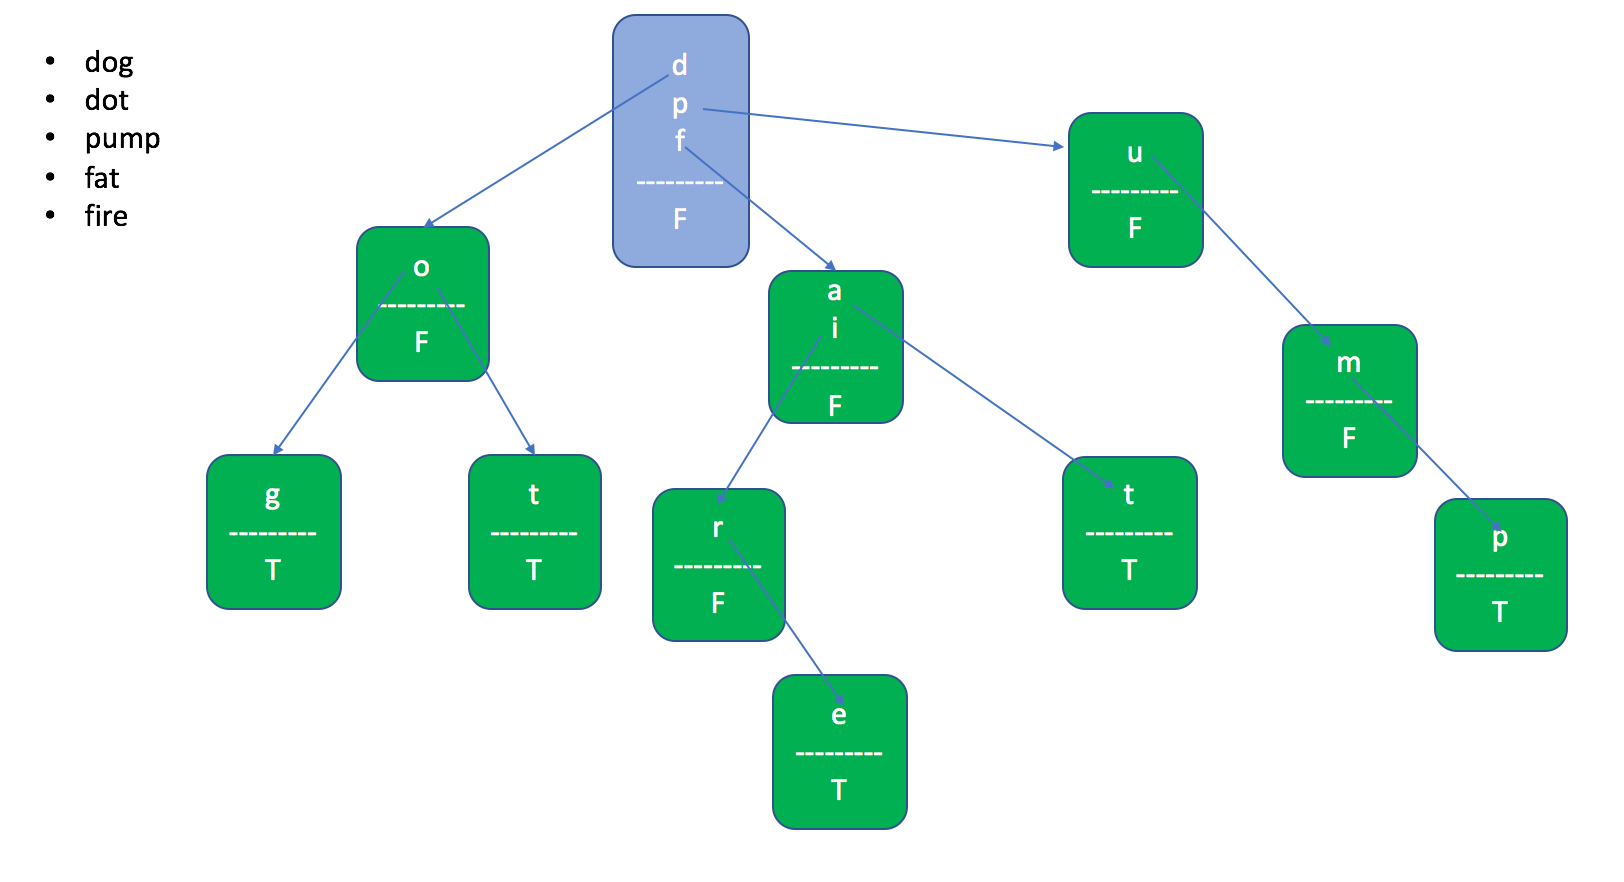 • dog
• dot
• pump
• fat
• fire
d
p
f
---------
F
u
---------
F
o
---------
F
a
i
---------
F
m
---------
F
g
---------
T
t
---------
T
r
---------
F
t
---------
T
p
---------
T
e
---------
T